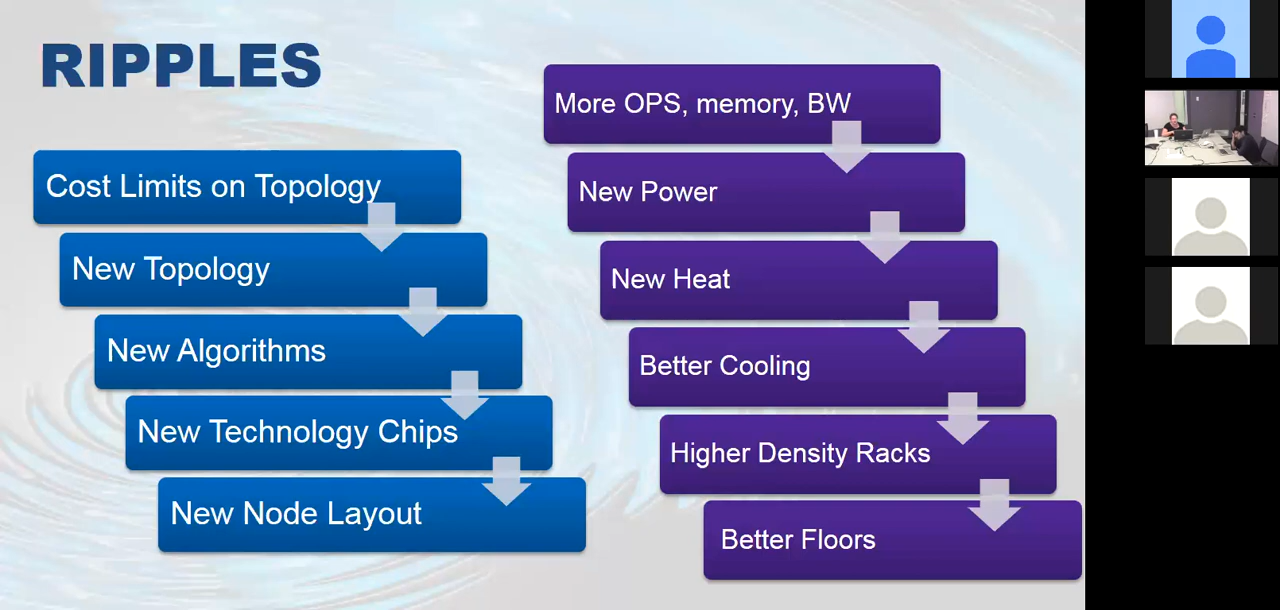 RIPPLES
Cost Limits on Topology
New Topology
New Algorithms
New Technology Chips
New Node Layout
More OPS, memory, BW
New Power
New Heat
Better Cooling
Higher Density Racks
Better Floors